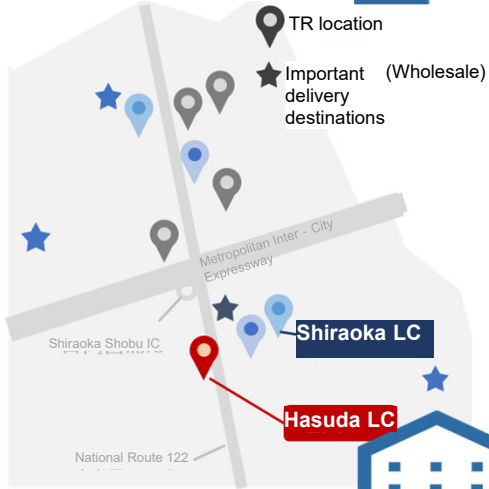 TR location
Important (Wholesale)
delivery
destinations
Metropolitan Inter - City
Expressway
Shiraoka Shobu IC
Shiraoka LC
Hasuda LC
National Route 122